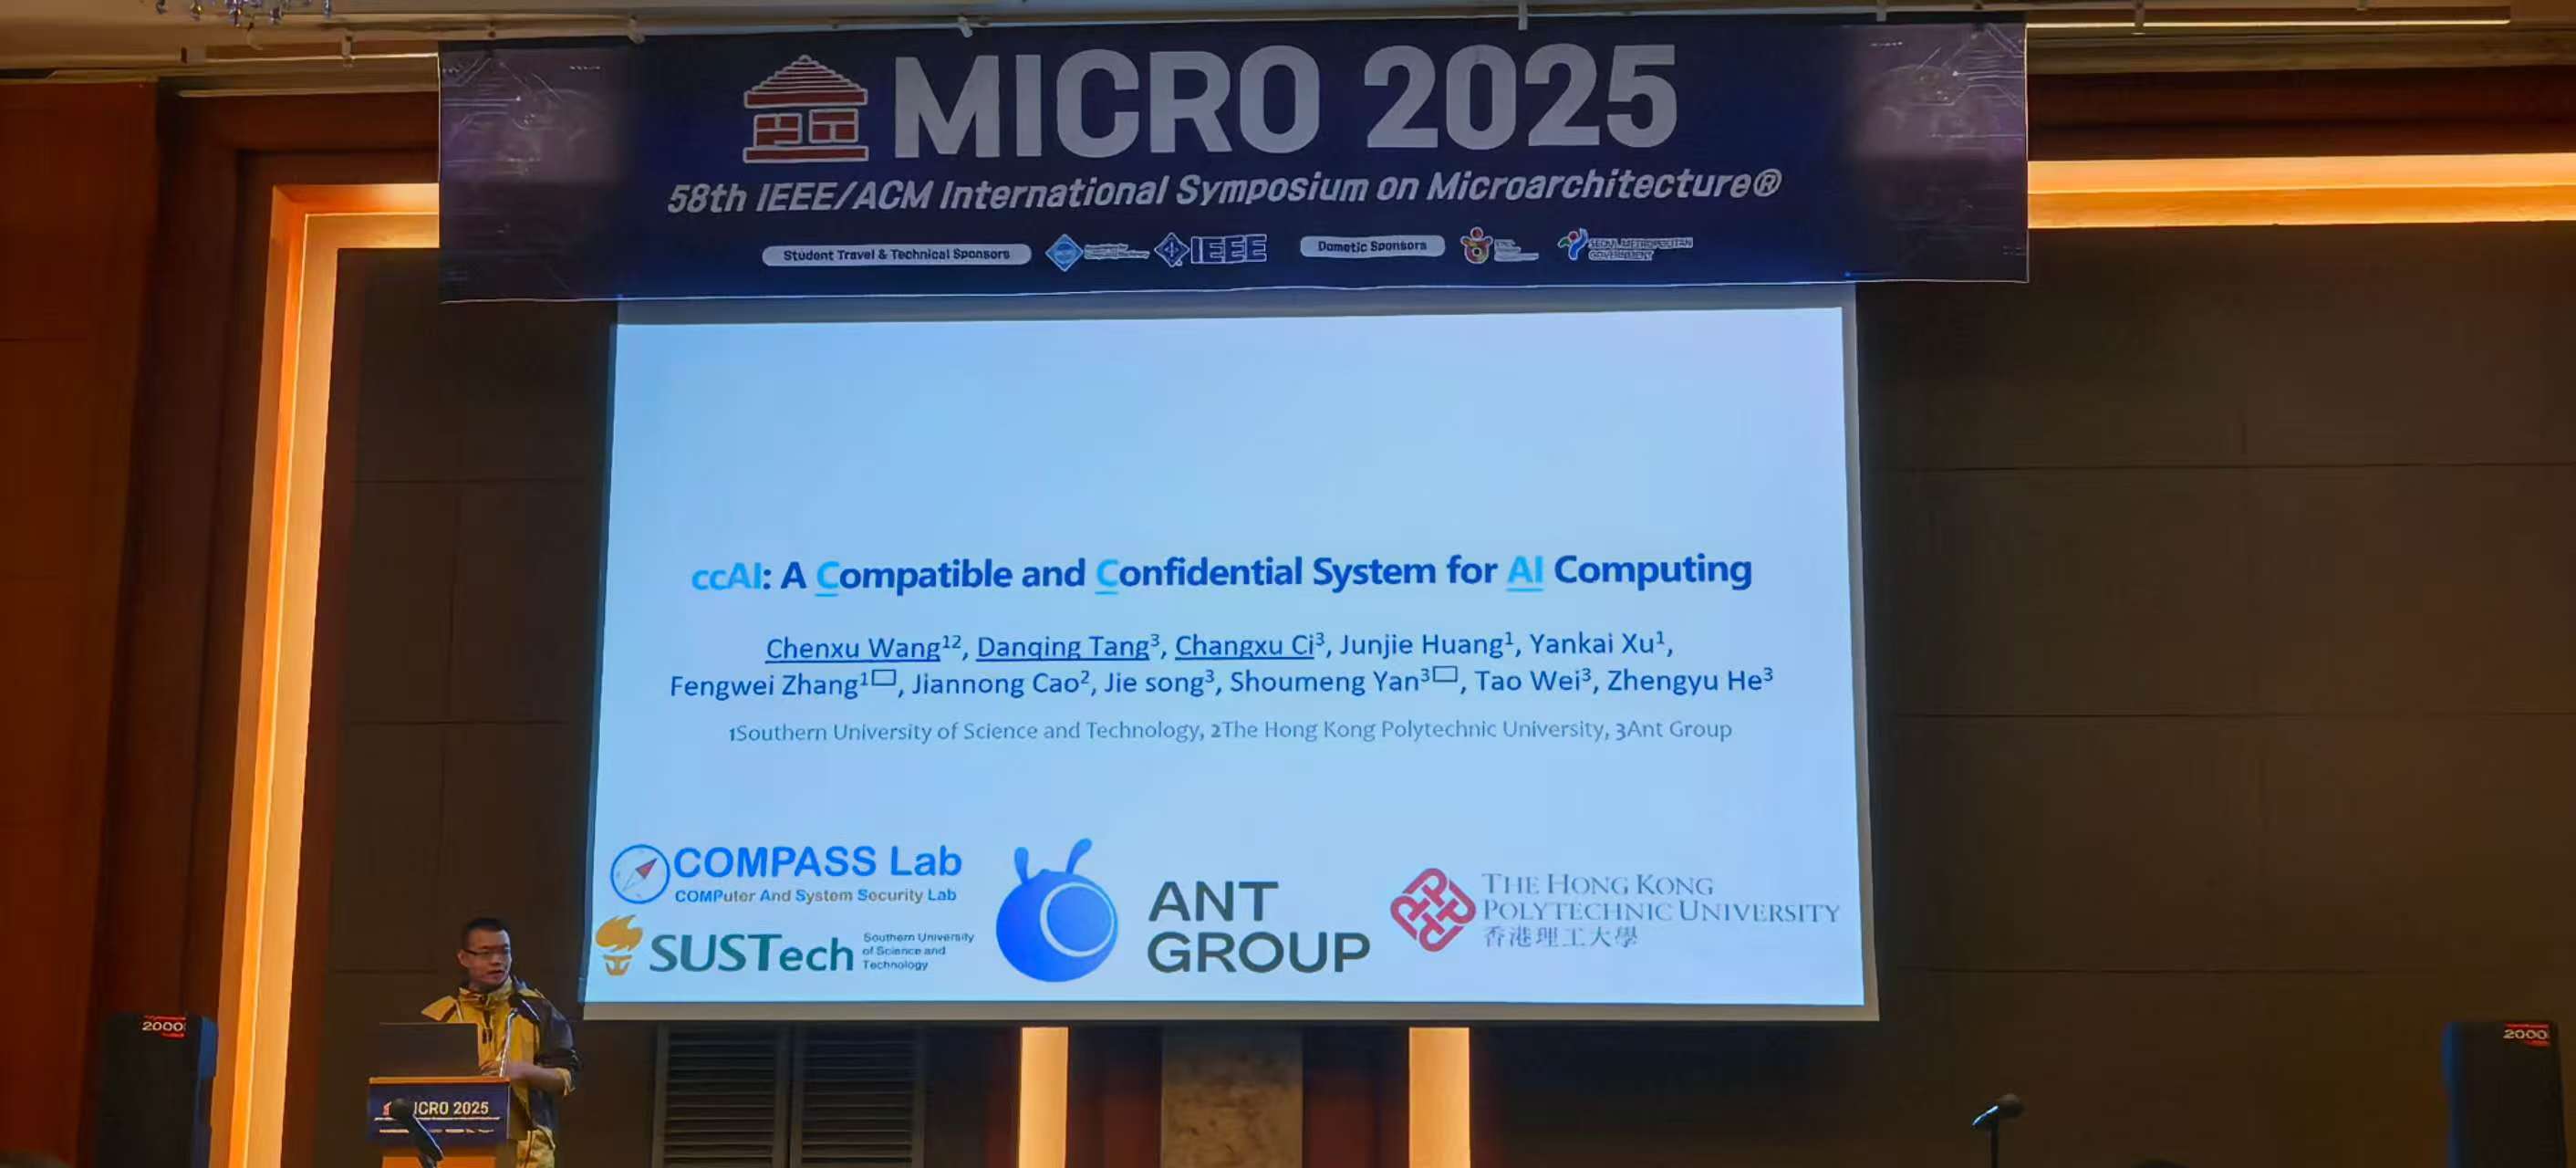 MICRO 2025
58th IEEE/ACM International Symposium on Microarchitecture®
Student Travel & Technical Sponsors
IEEE
Dometic Sponsors
SEOUL METROPOLITAN
GOVERNMENT
ccAI: A Compatible and Confidential System for AI Computing
Chenxu Wang¹², Danqing Tang³, Changxu Ci³, Junjie Huang¹, Yankai Xu¹,
Fengwei Zhang¹, Jiannong Cao², Jie song³, Shoumeng Yan³, Tao Wei³, Zhengyu He³
1Southern University of Science and Technology, 2The Hong Kong Polytechnic University, 3Ant Group
COMPASS Lab
COMPuter And System Security Lab
SUSTech
Southern University
of Science and
Technology
ANT
GROUP
THE HONG KONG
POLYTECHNIC UNIVERSITY
香港理工大學
2000
ICRO 2025
2000